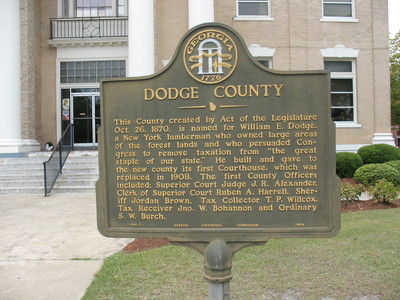 GEORGIA
1776
DODGE COUNTY
This County created by Act of the Legislature
Oct. 26, 1870, is named for William E. Dodge,
a New York lumberman who owned large areas
of the forest lands and who persuaded Con-
gress to remove taxation from "the great
staple of our state." He built and gave to
the new county its first Courthouse, which was
replaced in 1908. The first County Officers
included: Superior Court Judge J. R. Alexander,
Clerk of Superior Court Ruben A. Harrell, Sher-
iff Jordan Brown, Tax Collector T. P. Willcox,
Tax Receiver Jno. W. Bohannon and Ordinary
S. W. Burch.
GEORGIA HISTORICAL COMMISSION